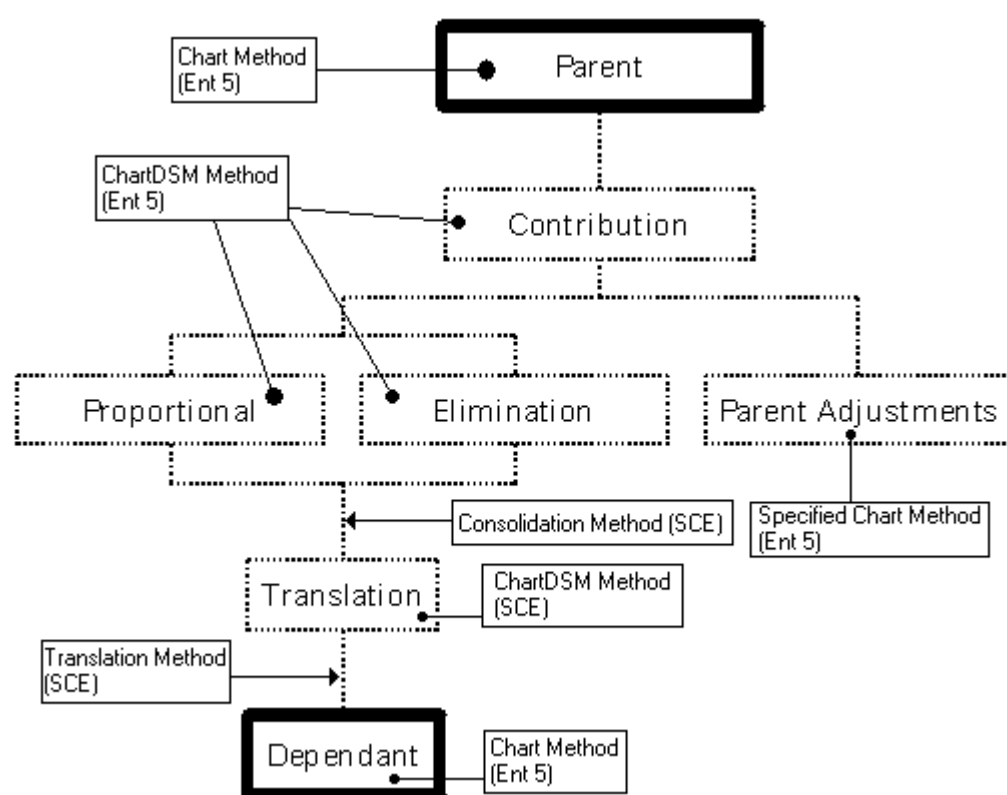 Chart Method
(Ent 5)
Parent
ChartDSM Method
(Ent 5)
Contribution
Proportional
Elimination
Parent Adjustments
Consolidation Method (SCE)
Specified Chart Method
(Ent 5)
Translation
ChartDSM Method
(SCE)
Translation Method
(SCE)
Dependant
Chart Method
(Ent 5)